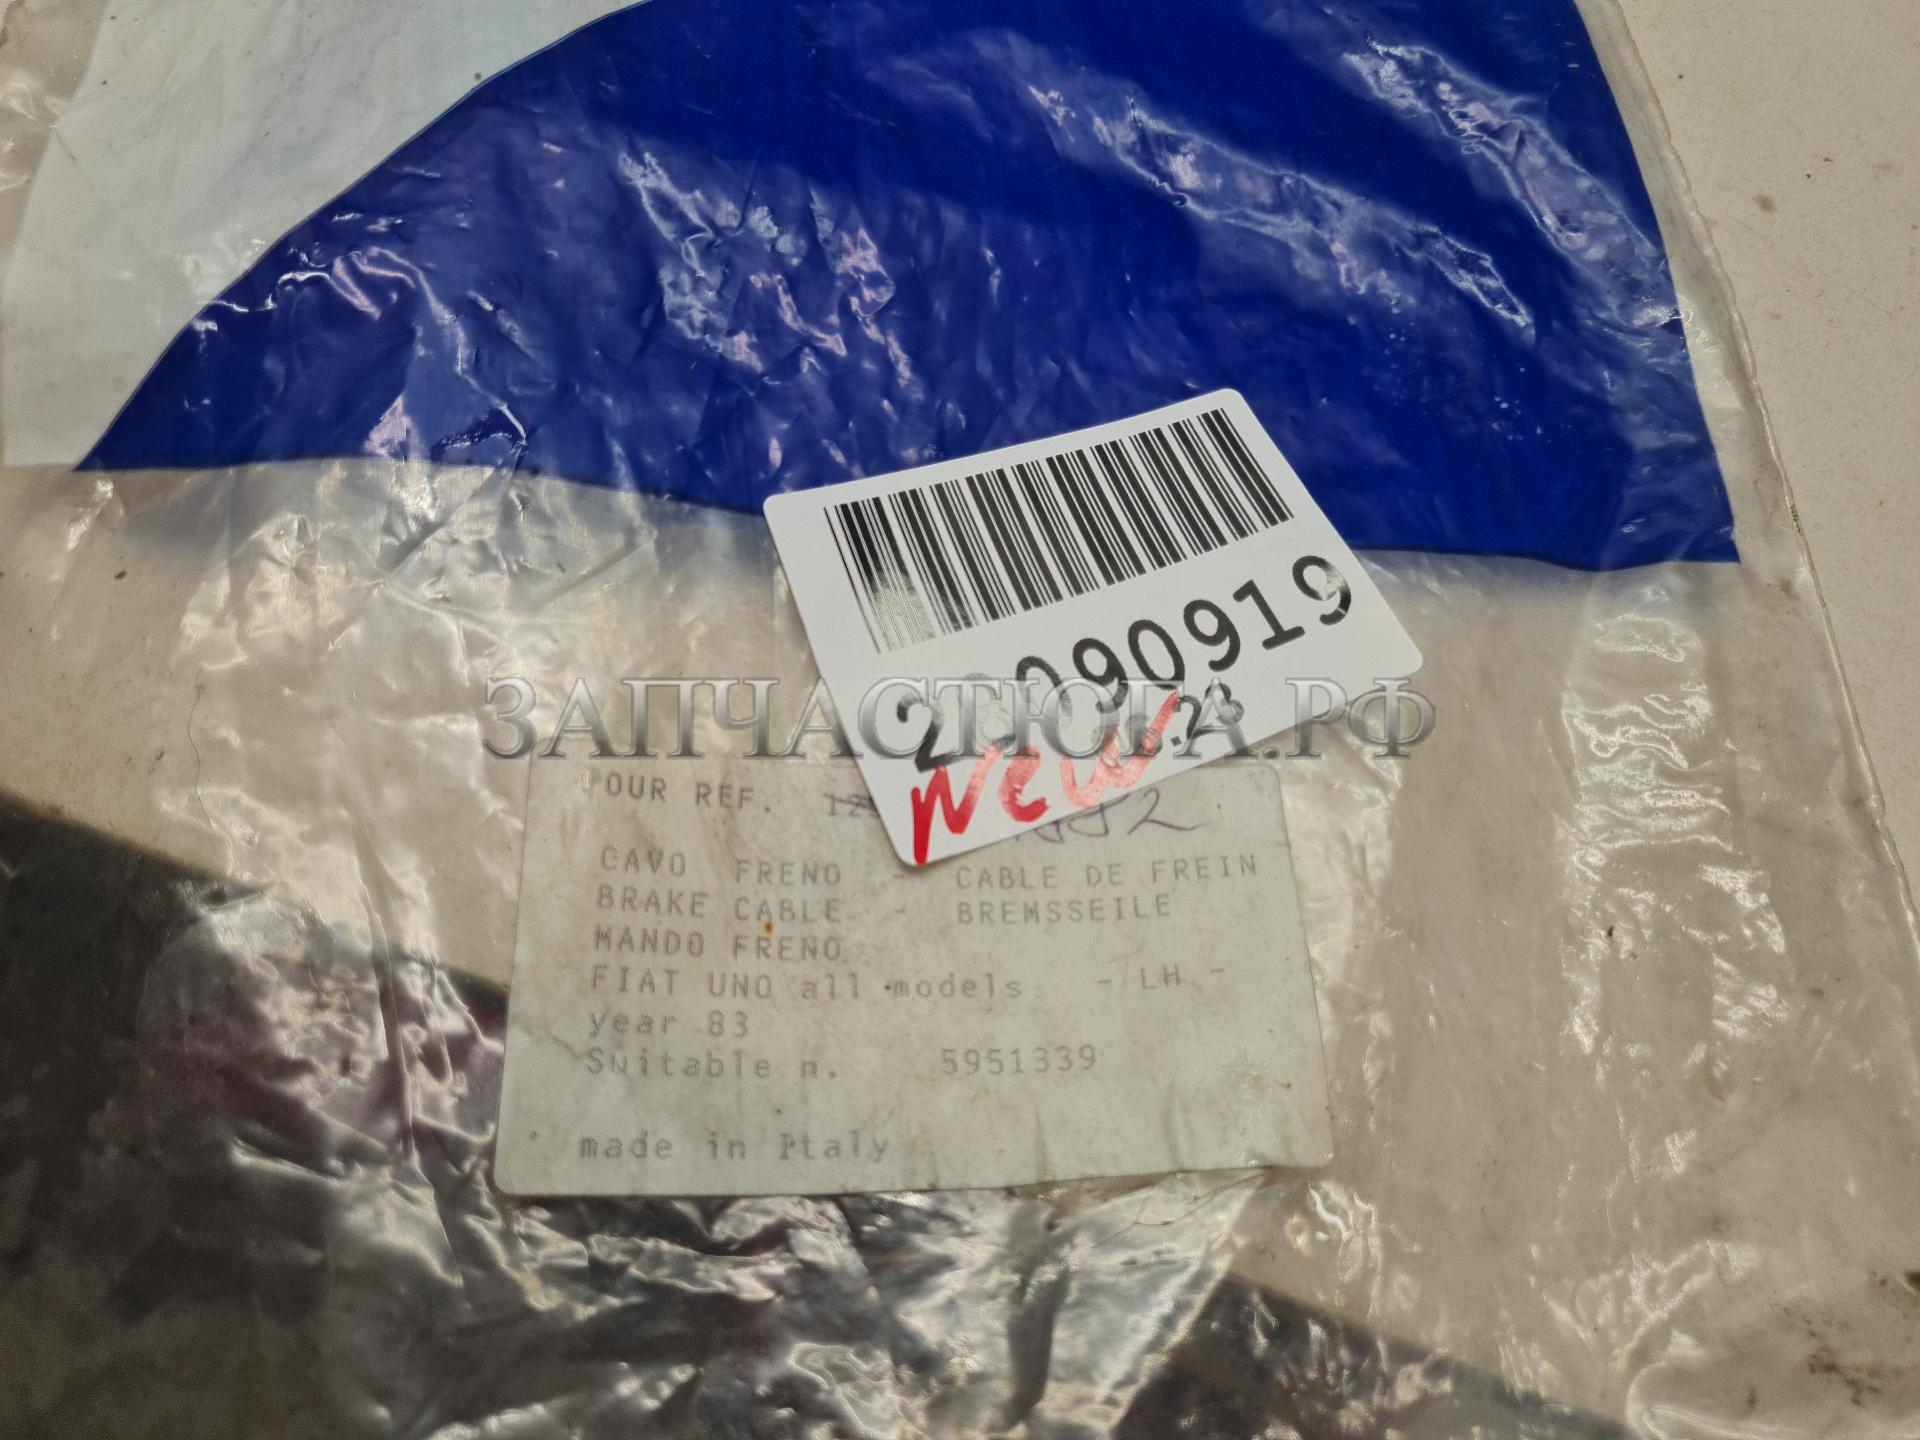 23090919
ЗАПЧАСТЮГА.РФ
New
OUR REF.
CAVO FRENO - CABLE DE FREIN
BRAKE CABLE - BREMSSEILE
MANDO FRENO
FIAT UNO all models - LH -
year 83
Suitable n. 5951339
made in Italy